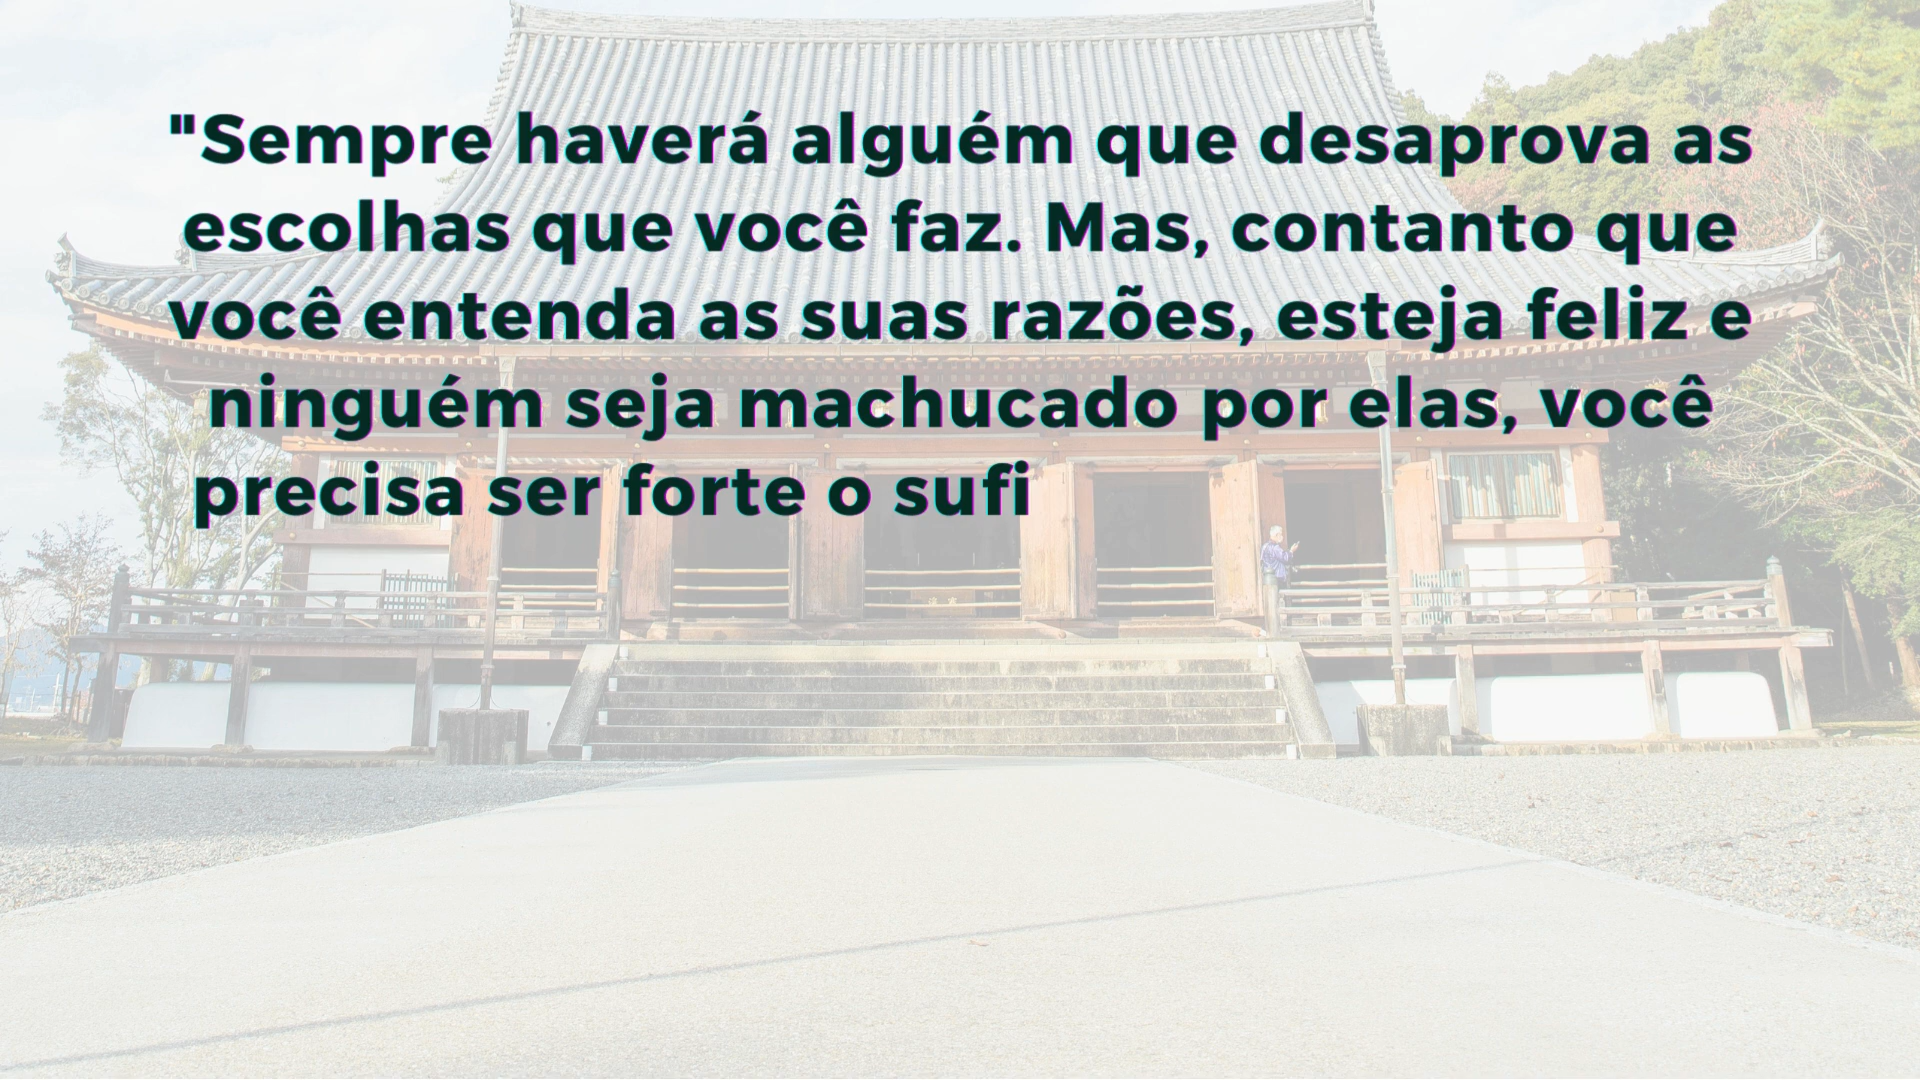 "Sempre haverá alguém que desaprova as
escolhas que você faz. Mas, contanto que
você entenda as suas razões, esteja feliz e
ninguém seja machucado por elas, você
precisa ser forte o sufi